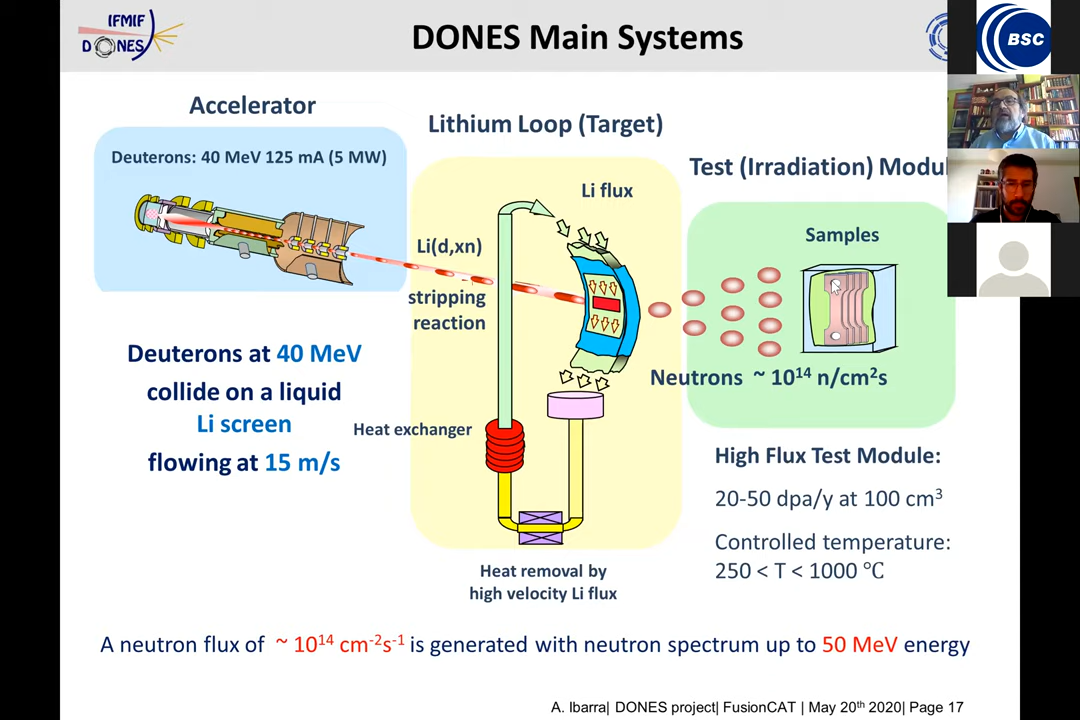 IFMIF
DONES
DONES Main Systems
BSC
Accelerator
Deuterons: 40 MeV 125 mA (5 MW)
Lithium Loop (Target)
Li flux
Li(d,xn)
stripping
reaction
Test (Irradiation) Modul
Samples
Neutrons ~ 10¹⁴ n/cm²s
Deuterons at 40 MeV
collide on a liquid
Li screen
flowing at 15 m/s
Heat exchanger
Heat removal by
high velocity Li flux
High Flux Test Module:
20-50 dpa/y at 100 cm³
Controlled temperature:
250 < T < 1000 ℃
A neutron flux of ~ 10¹⁴ cm⁻²s⁻¹ is generated with neutron spectrum up to 50 MeV energy
A. Ibarra| DONES project| FusionCAT | May 20th 2020| Page 17